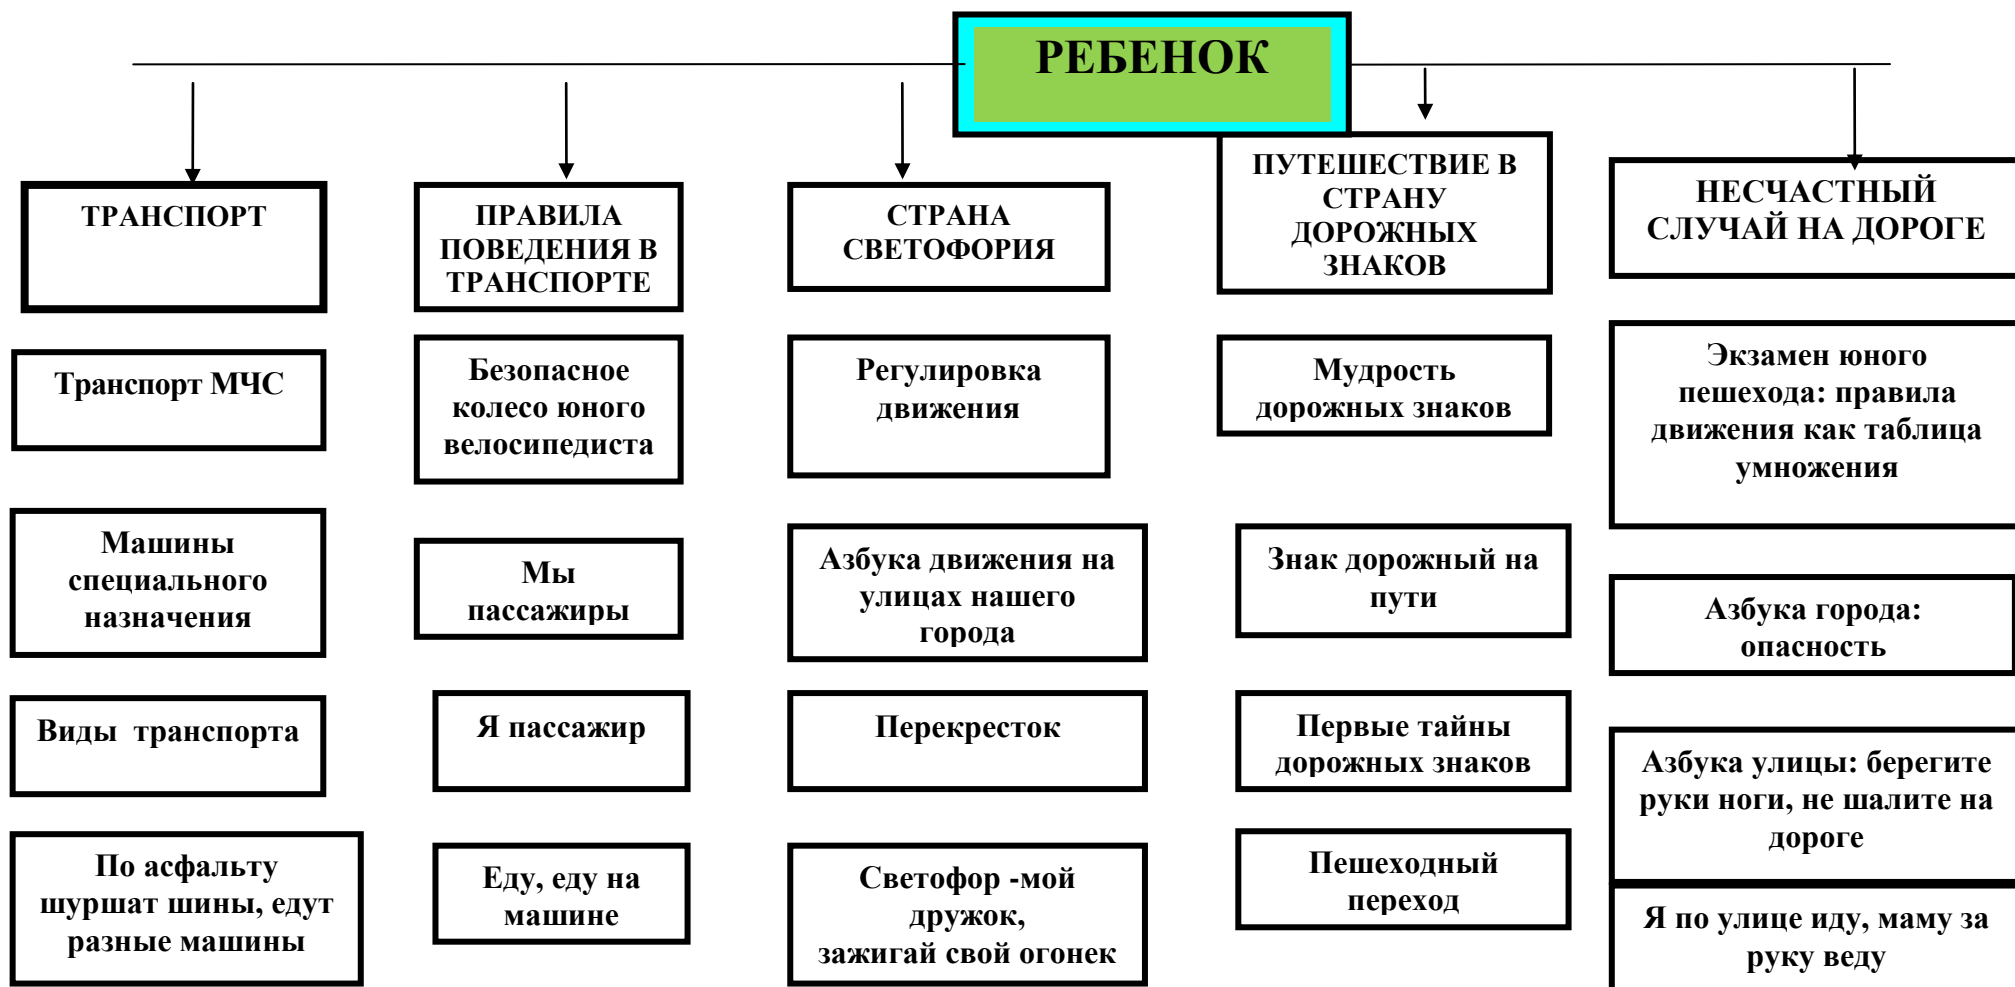 РЕБЕНОК
ТРАНСПОРТ
Транспорт МЧС
Машины
специального
назначения
Виды транспорта
По асфальту
шуршат шины, едут
разные машины
ПРАВИЛА
ПОВЕДЕНИЯ В
ТРАНСПОРТЕ
Безопасное
колесо юного
велосипедиста
Мы
пассажиры
Я пассажир
Еду, еду на
машине
СТРАНА
СВЕТОФОРИЯ
Регулировка
движения
Азбука движения на
улицах нашего
города
Перекресток
Светофор -мой
дружок,
зажигай свой огонек
ПУТЕШЕСТВИЕ В
СТРАНУ
ДОРОЖНЫХ
ЗНАКОВ
Мудрость
дорожных знаков
Знак дорожный на
пути
Первые тайны
дорожных знаков
Пешеходный
переход
НЕСЧАСТНЫЙ
СЛУЧАЙ НА ДОРОГЕ
Экзамен юного
пешехода: правила
движения как таблица
умножения
Азбука города:
опасность
Азбука улицы: берегите
руки ноги, не шалите на
дороге
Я по улице иду, маму за
руку веду